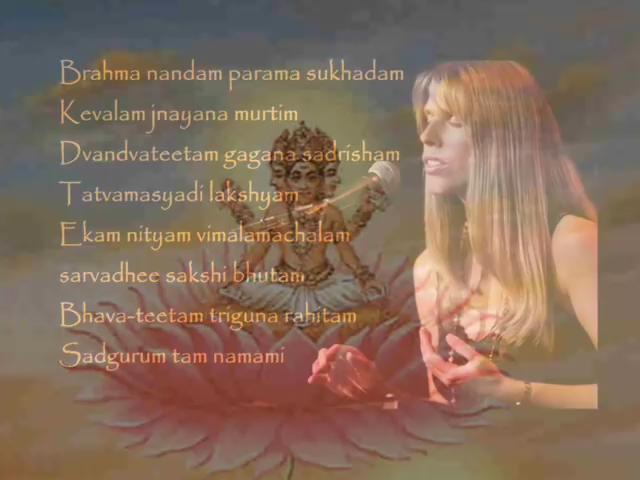 Brahma nandam parama sukhadam
Kevalam jnayana murtim
Dvandvateetam gagana sadrisham
Tatvamasyadi lakshyam
Ekam nityam vimalamachalam
sarvadhee sakshi bhutam
Bhava-teetam triguna rahitam
Sadgurum tam namami